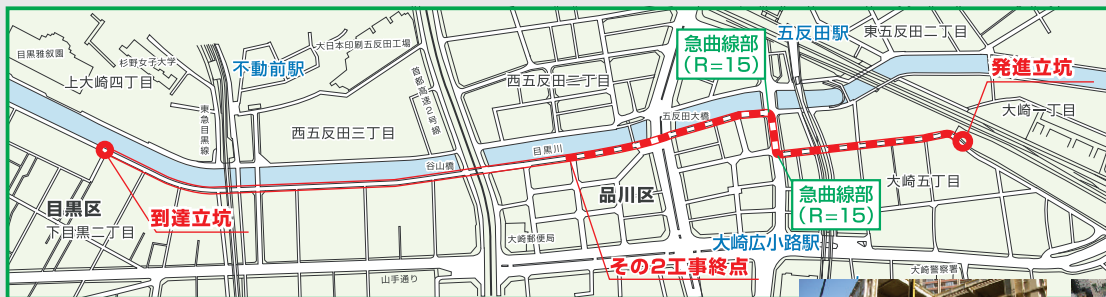 目黒雅叙園
杉野女子大学
上大崎四丁目
大日本印刷五反田工場
不動前駅
東急目黒線
首都高速2号線
西五反田三丁目
西五反田二丁目
急曲線部
(R=15)
五反田駅
東五反田二丁目
発進立坑
大崎一丁目
五反田大橋
目黒川
谷山橋
品川区
大崎五丁目
急曲線部
(R=15)
目黒区
下目黒二丁目
到達立坑
大崎郵便局
大崎広小路駅
その2工事終点
山手通り
大崎警察署